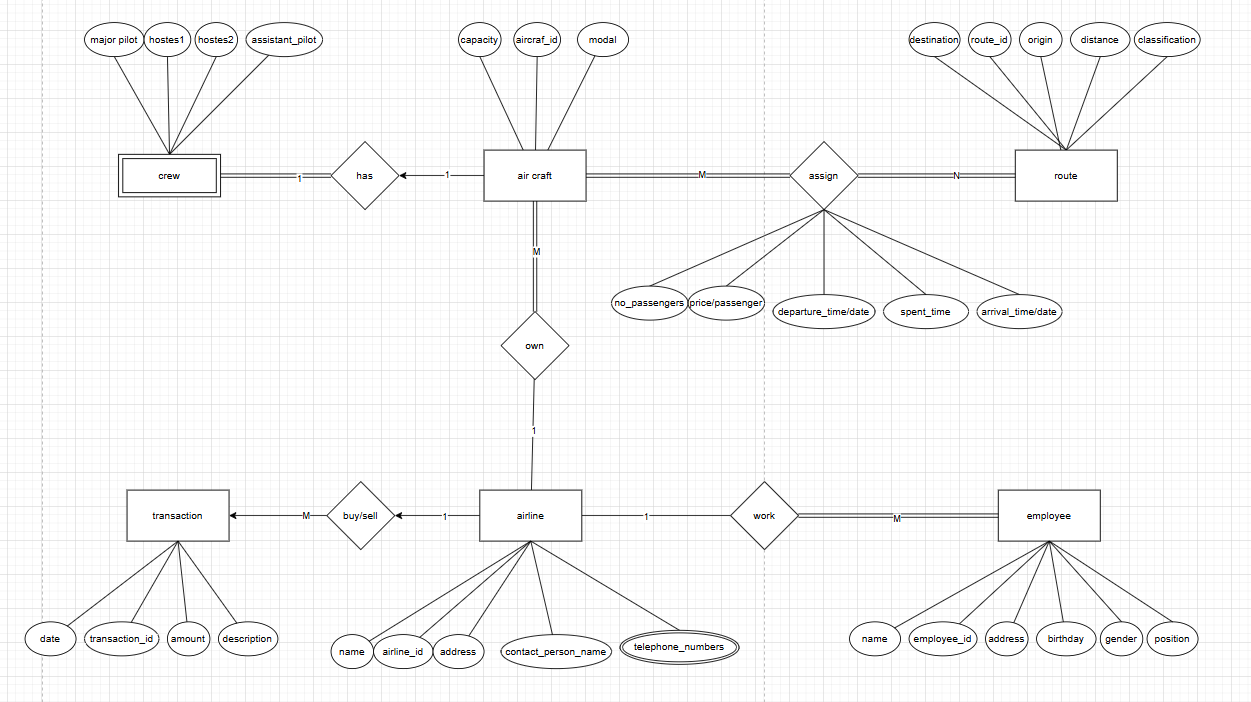 major pilot
hostes1
hostes2
assistant_pilot
capacity
aircraf_id
modal
destination
route_id
origin
distance
classification
crew
1
has
1
air craft
M
assign
N
route
M
no_passengers
price/passenger
departure_time/date
spent_time
arrival_time/date
own
1
transaction
M
buy/sell
1
airline
1
work
M
employee
date
transaction_id
amount
description
name
airline_id
address
contact_person_name
telephone_numbers
name
employee_id
address
birthday
gender
position